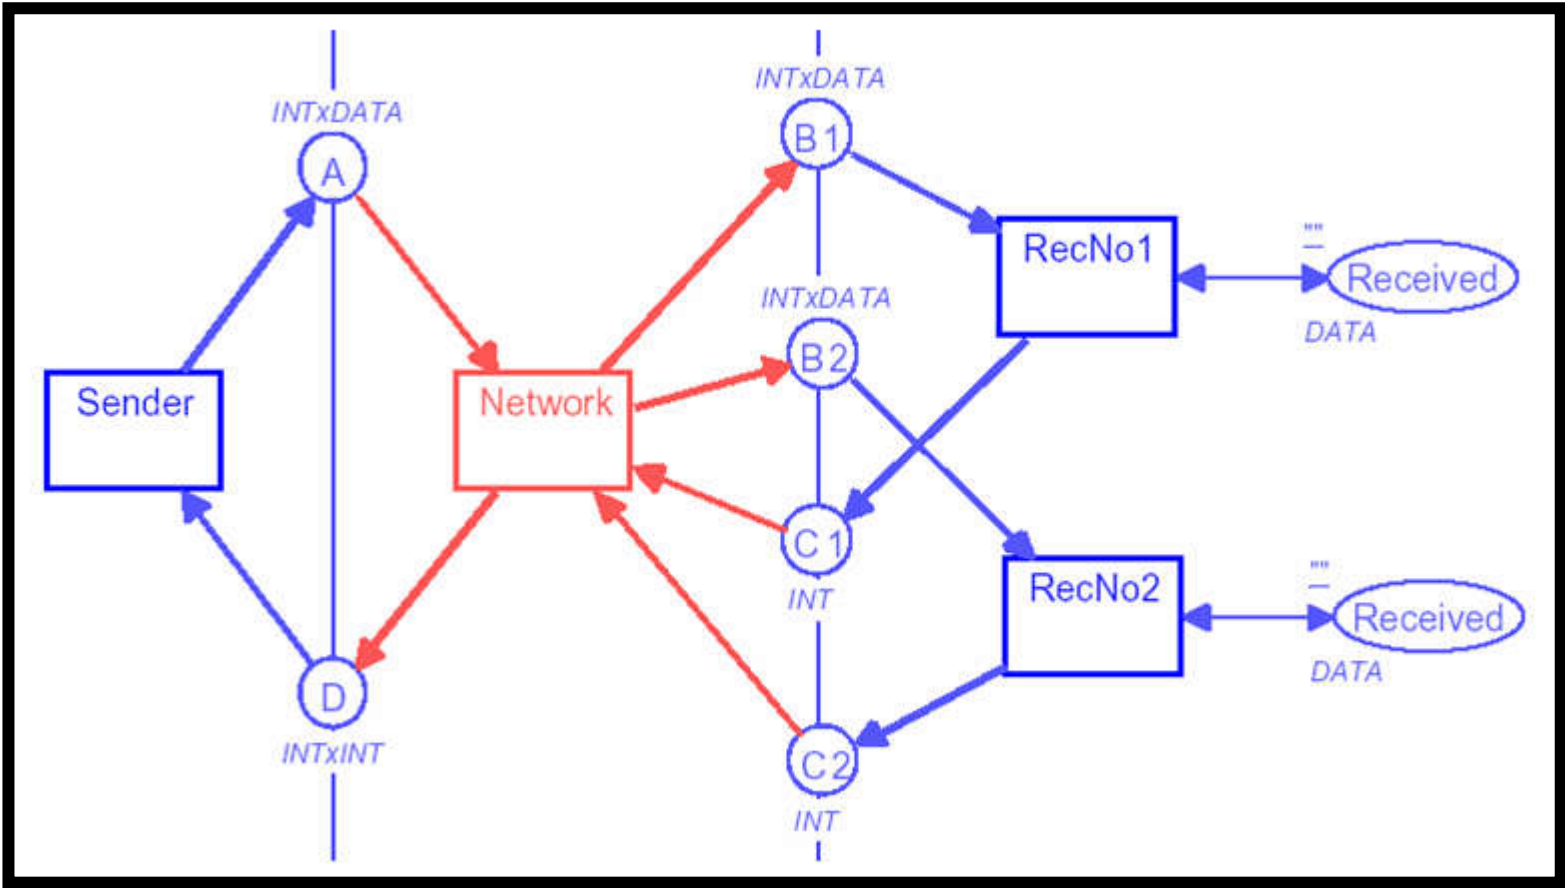 INTxDATA
A
Sender
D
INTxINT
Network
INTxDATA
B1
INTxDATA
B2
C1
INT
C2
INT
RecNo1
""
Received
DATA
RecNo2
""
Received
DATA